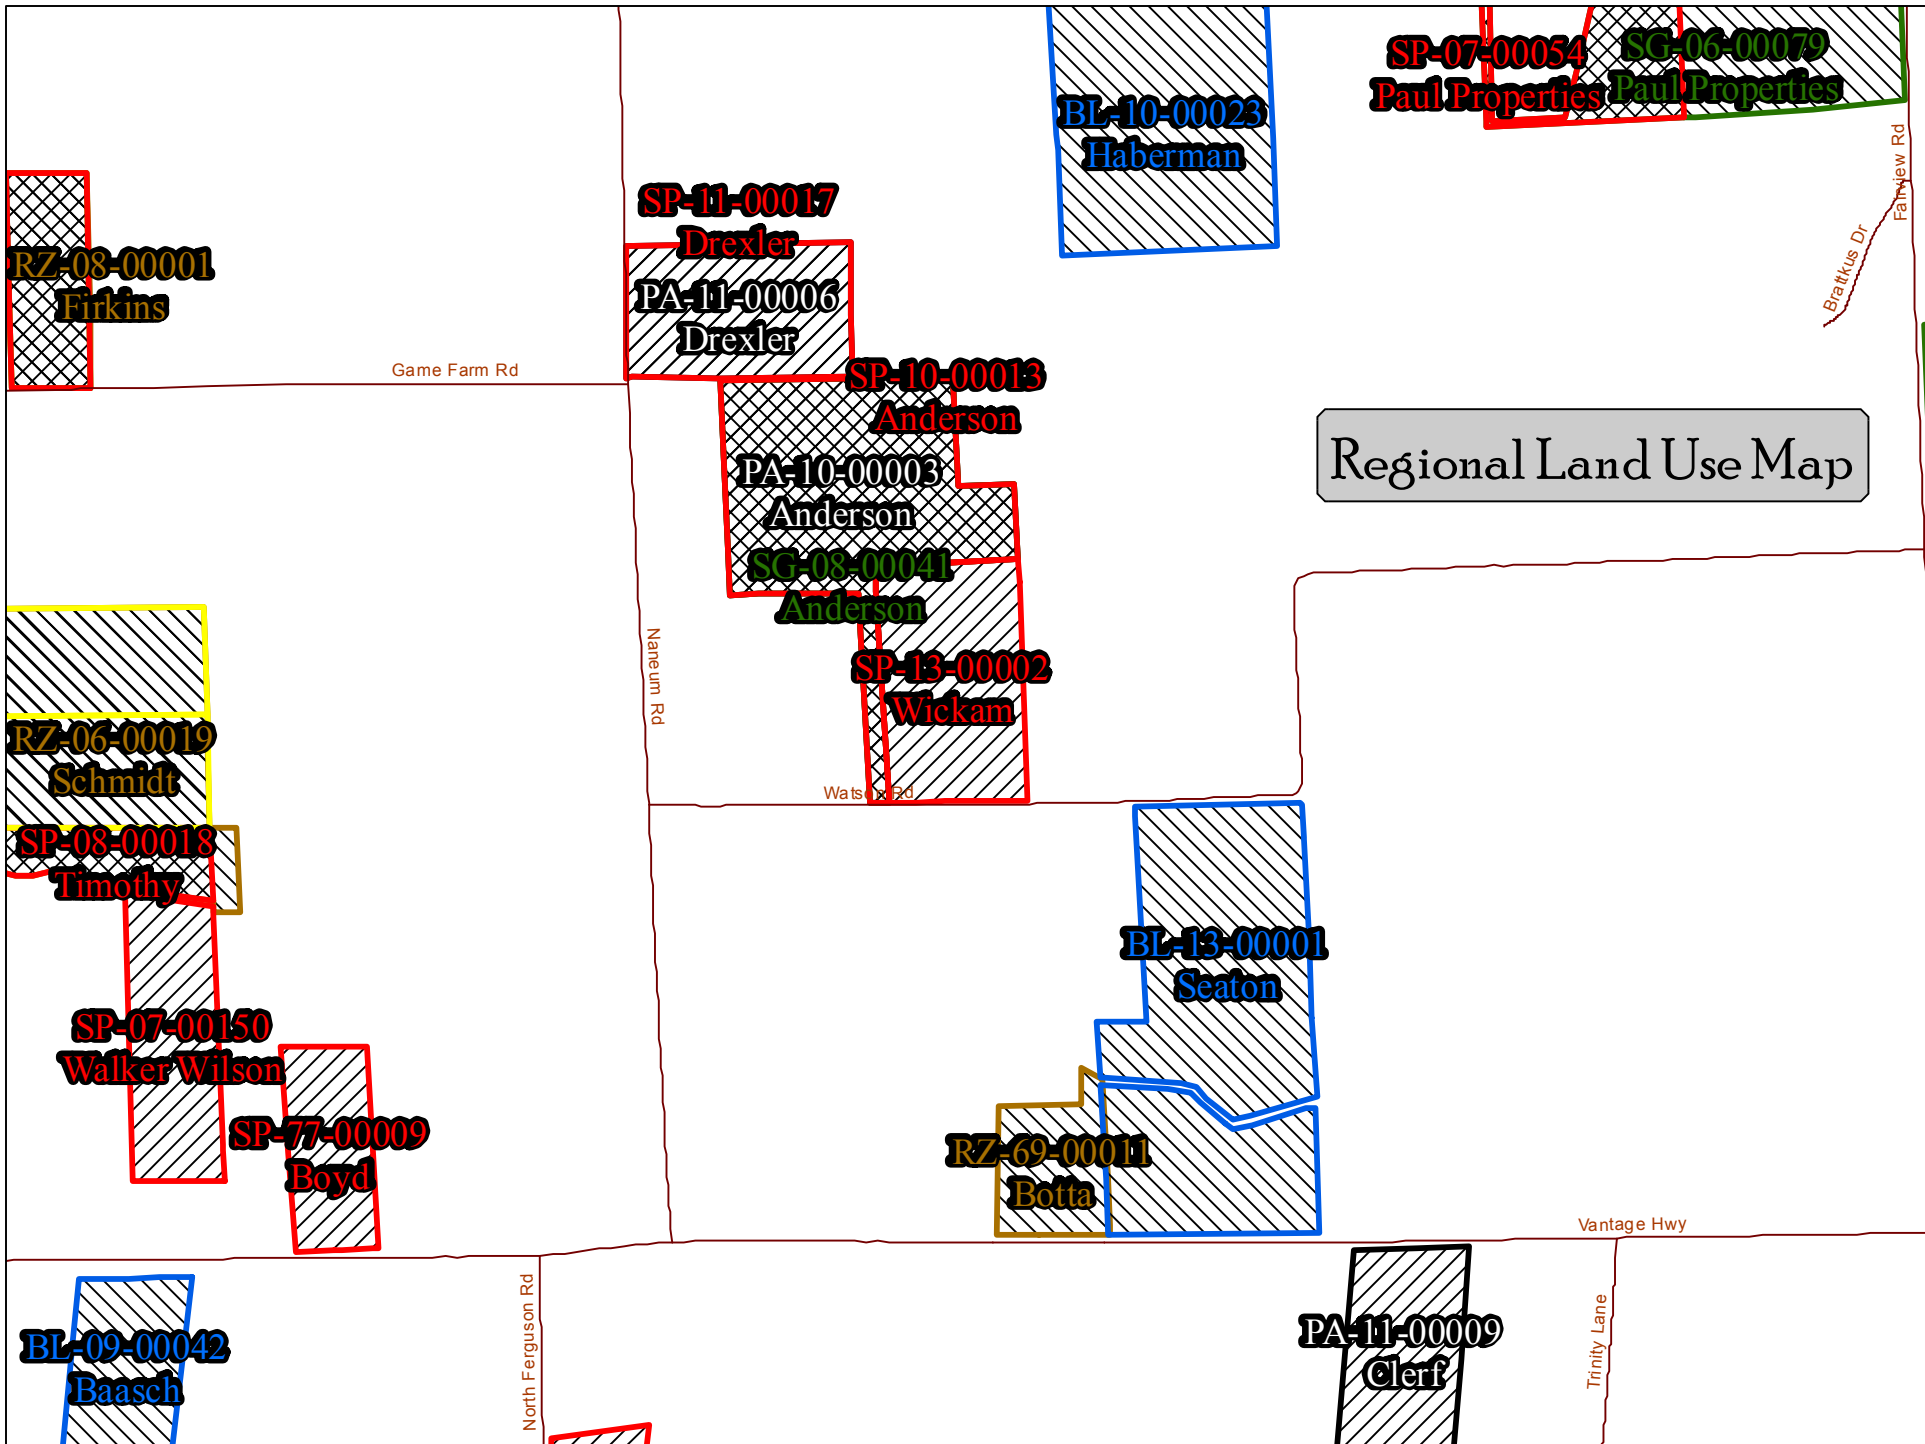 SP-07-00054
Paul Properties
SG-06-00079
Paul Properties
BL-10-00023
Haberman
Fairview Rd
Brattkus Dr
SP-11-00017
Drexler
RZ-08-00001
Firkins
PA-11-00006
Drexler
Game Farm Rd
SP-10-00013
Anderson
Regional Land Use Map
PA-10-00003
Anderson
SG-08-00041
Anderson
Naneum Rd
SP-13-00002
Wickam
RZ-06-00019
Schmidt
Watson Rd
SP-08-00018
Timothy
BL-13-00001
Seaton
SP-07-00150
Walker Wilson
SP-77-00009
Boyd
RZ-69-00011
Botta
Vantage Hwy
North Ferguson Rd
BL-09-00042
Baasch
PA-11-00009
Clerf
Trinity Lane